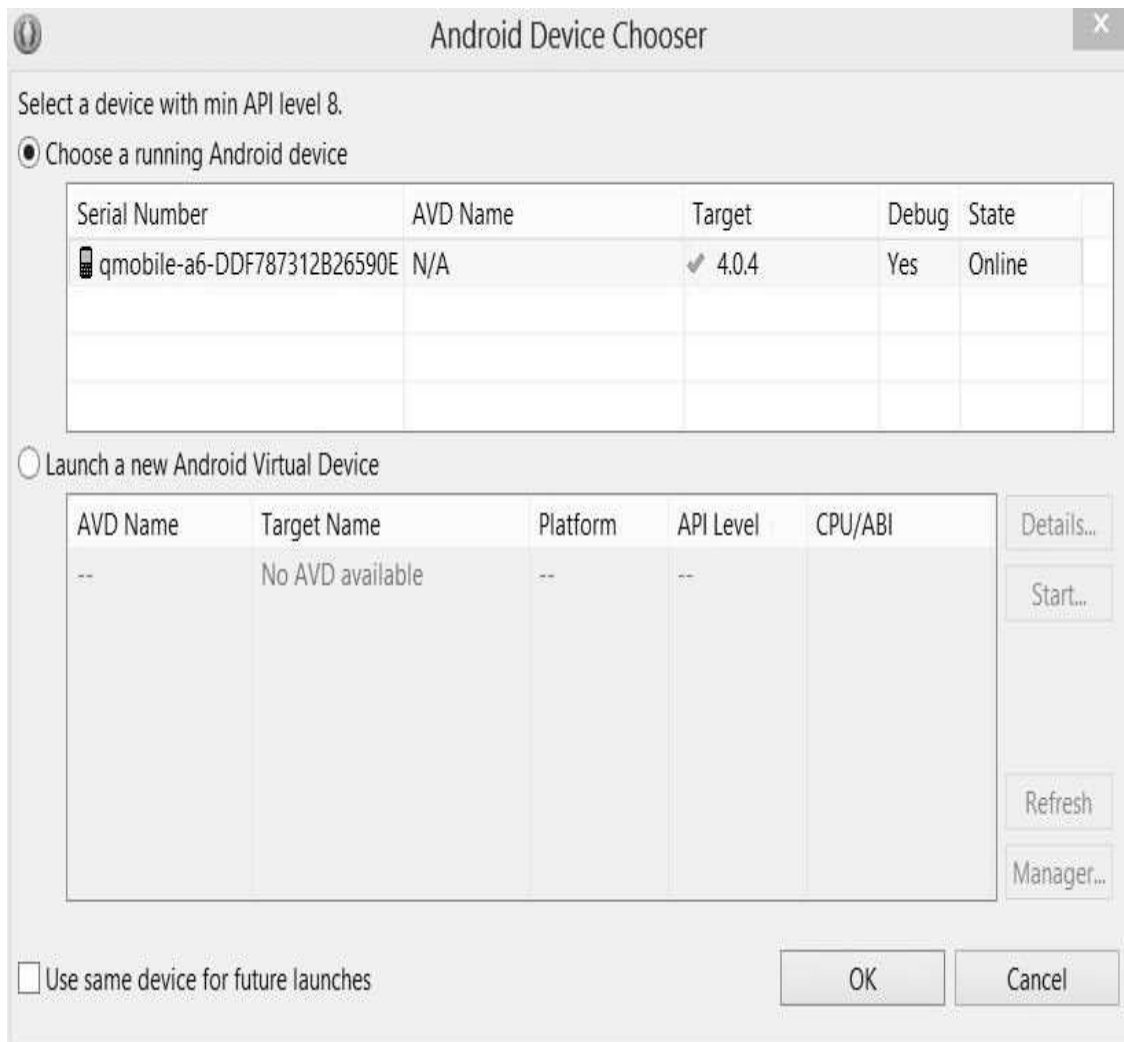 Android Device Chooser
X
Select a device with min API level 8.
Choose a running Android device
Serial Number AVD Name Target Debug State
qmobile-a6-DDF787312B26590E N/A 4.0.4 Yes Online
Launch a new Android Virtual Device
AVD Name Target Name Platform API Level CPU/ABI
-- No AVD available -- --
Details...
Start...
Refresh
Manager...
Use same device for future launches
OK Cancel